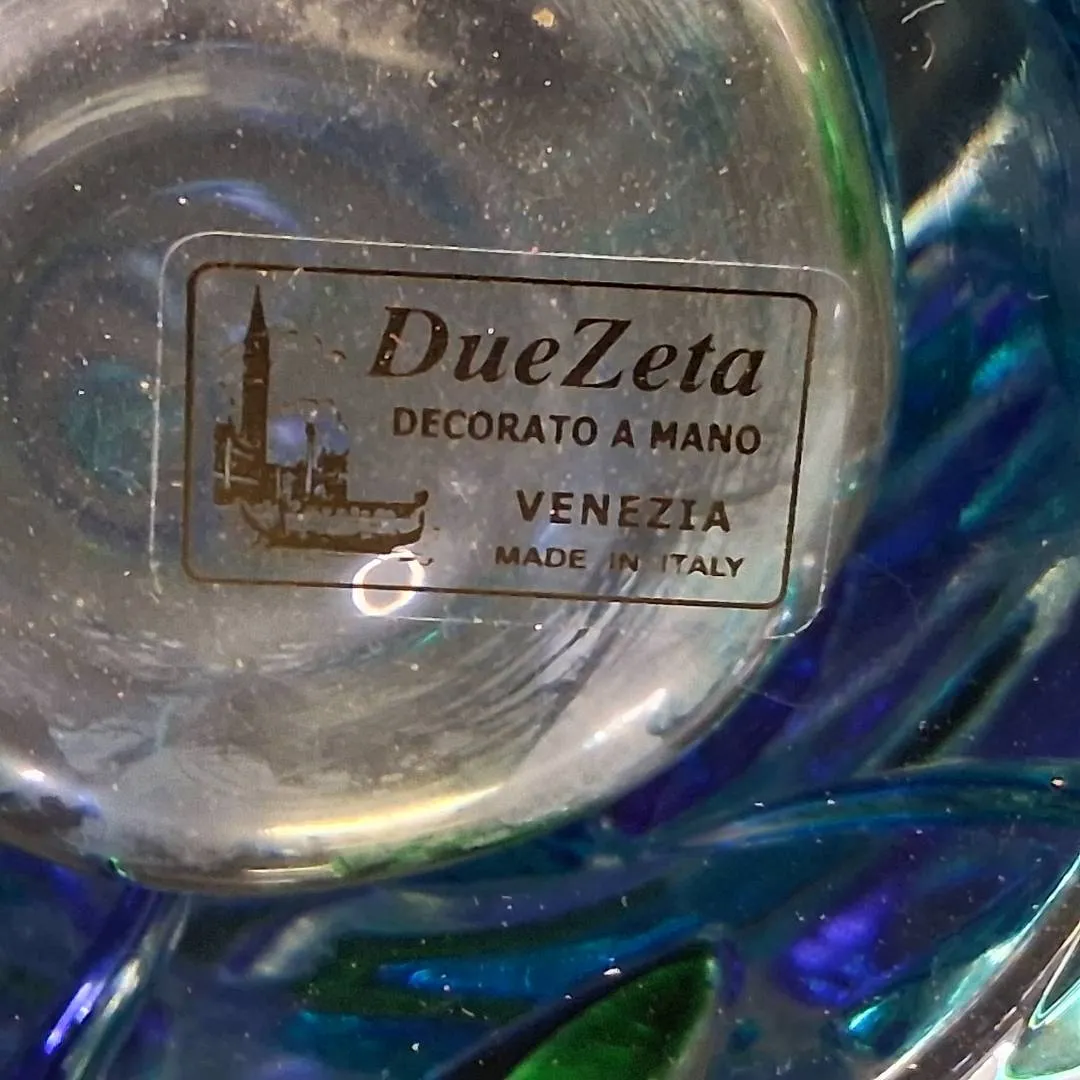 DueZeta
DECORATO A MANO
VENEZIA
MADE IN ITALY